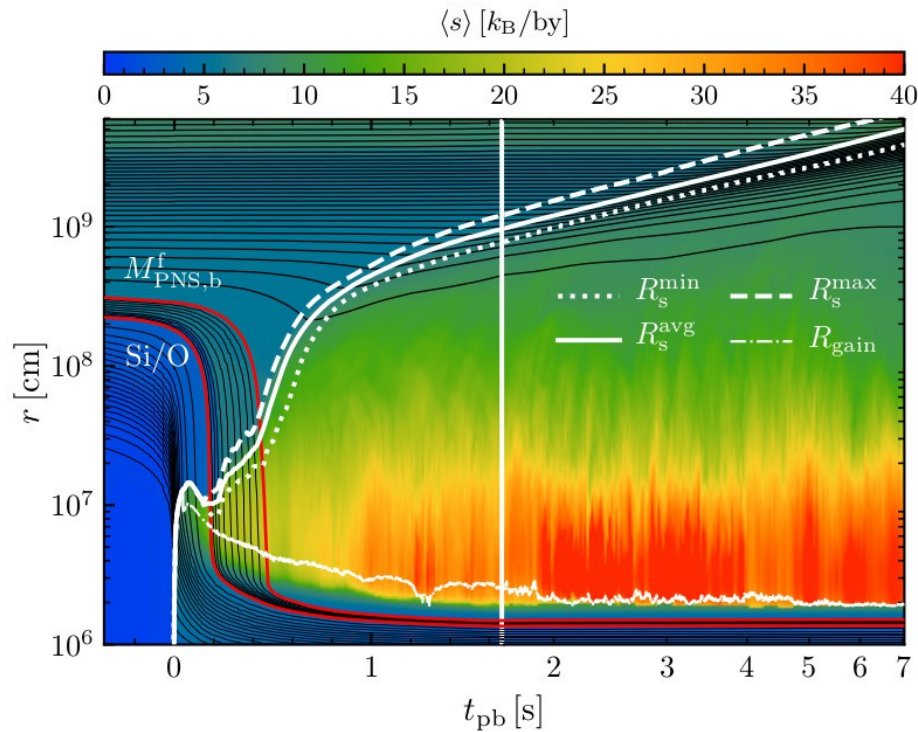 ⟨s⟩ [k_B/by]
0 5 10 15 20 25 30 35 40
10^9
10^8
10^7
10^6
r [cm]
M^f_PNS,b
Si/O
R_s^min R_s^max
R_s^avg R_gain
0 1 2 3 4 5 6 7
t_pb [s]